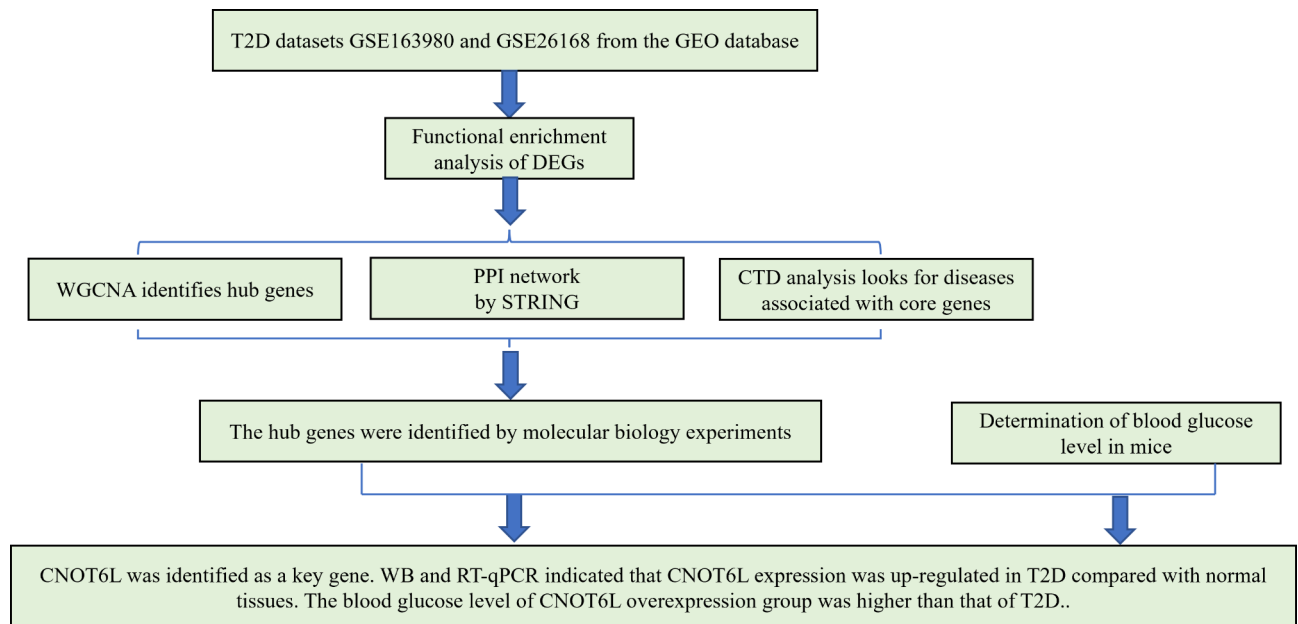 T2D datasets GSE163980 and GSE26168 from the GEO database
Functional enrichment
analysis of DEGs
WGCNA identifies hub genes
PPI network
by STRING
CTD analysis looks for diseases
associated with core genes
The hub genes were identified by molecular biology experiments
Determination of blood glucose
level in mice
CNOT6L was identified as a key gene. WB and RT-qPCR indicated that CNOT6L expression was up-regulated in T2D compared with normal
tissues. The blood glucose level of CNOT6L overexpression group was higher than that of T2D..